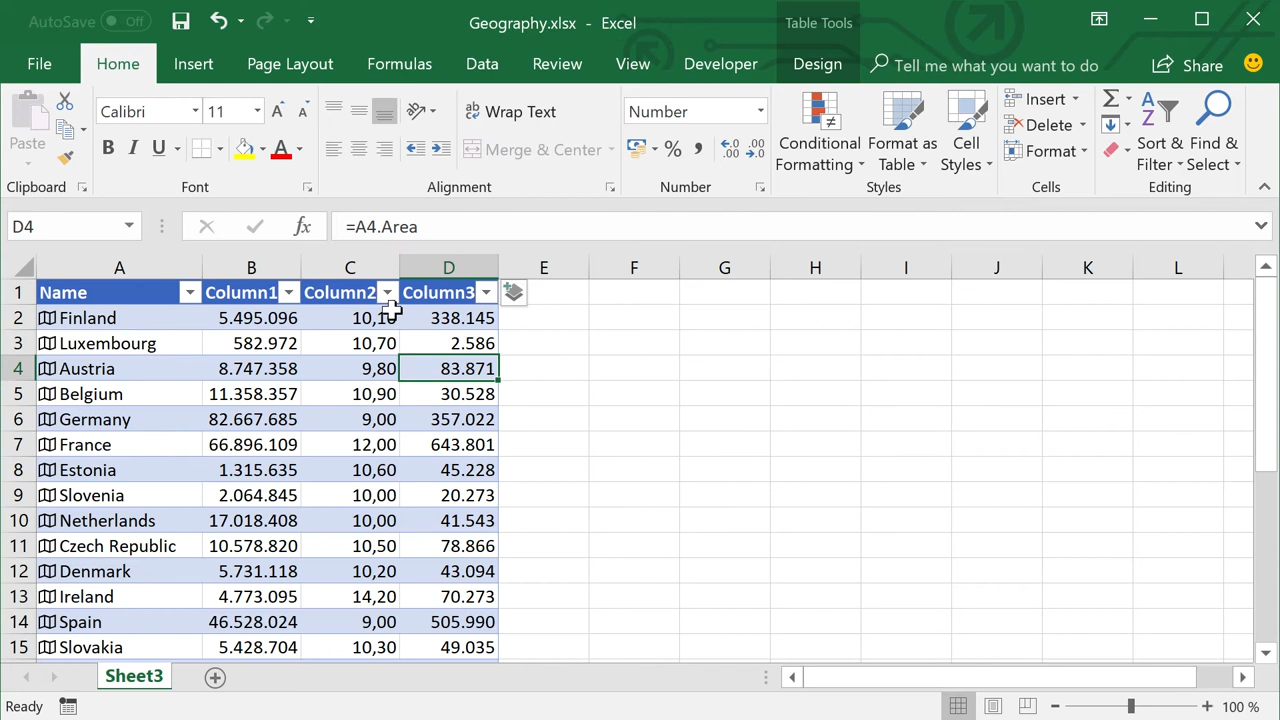 AutoSave Off Geography.xlsx - Excel Table Tools
File Home Insert Page Layout Formulas Data Review View Developer Design Tell me what you want to do Share
Paste Calibri 11 Wrap Text Number Conditional Formatting Format as Table Cell Styles Insert Sort & Filter Find & Select
B I U A Merge & Center % Delete
Format
Clipboard Font Alignment Number Styles Cells Editing
D4 fx =A4.Area
A B C D E F G H I J K L
1 Name Column1 Column2 Column3
2 Finland 5.495.096 10,10 338.145
3 Luxembourg 582.972 10,70 2.586
4 Austria 8.747.358 9,80 83.871
5 Belgium 11.358.357 10,90 30.528
6 Germany 82.667.685 9,00 357.022
7 France 66.896.109 12,00 643.801
8 Estonia 1.315.635 10,60 45.228
9 Slovenia 2.064.845 10,00 20.273
10 Netherlands 17.018.408 10,00 41.543
11 Czech Republic 10.578.820 10,50 78.866
12 Denmark 5.731.118 10,20 43.094
13 Ireland 4.773.095 14,20 70.273
14 Spain 46.528.024 9,00 505.990
15 Slovakia 5.428.704 10,30 49.035
Sheet3
Ready 100 %